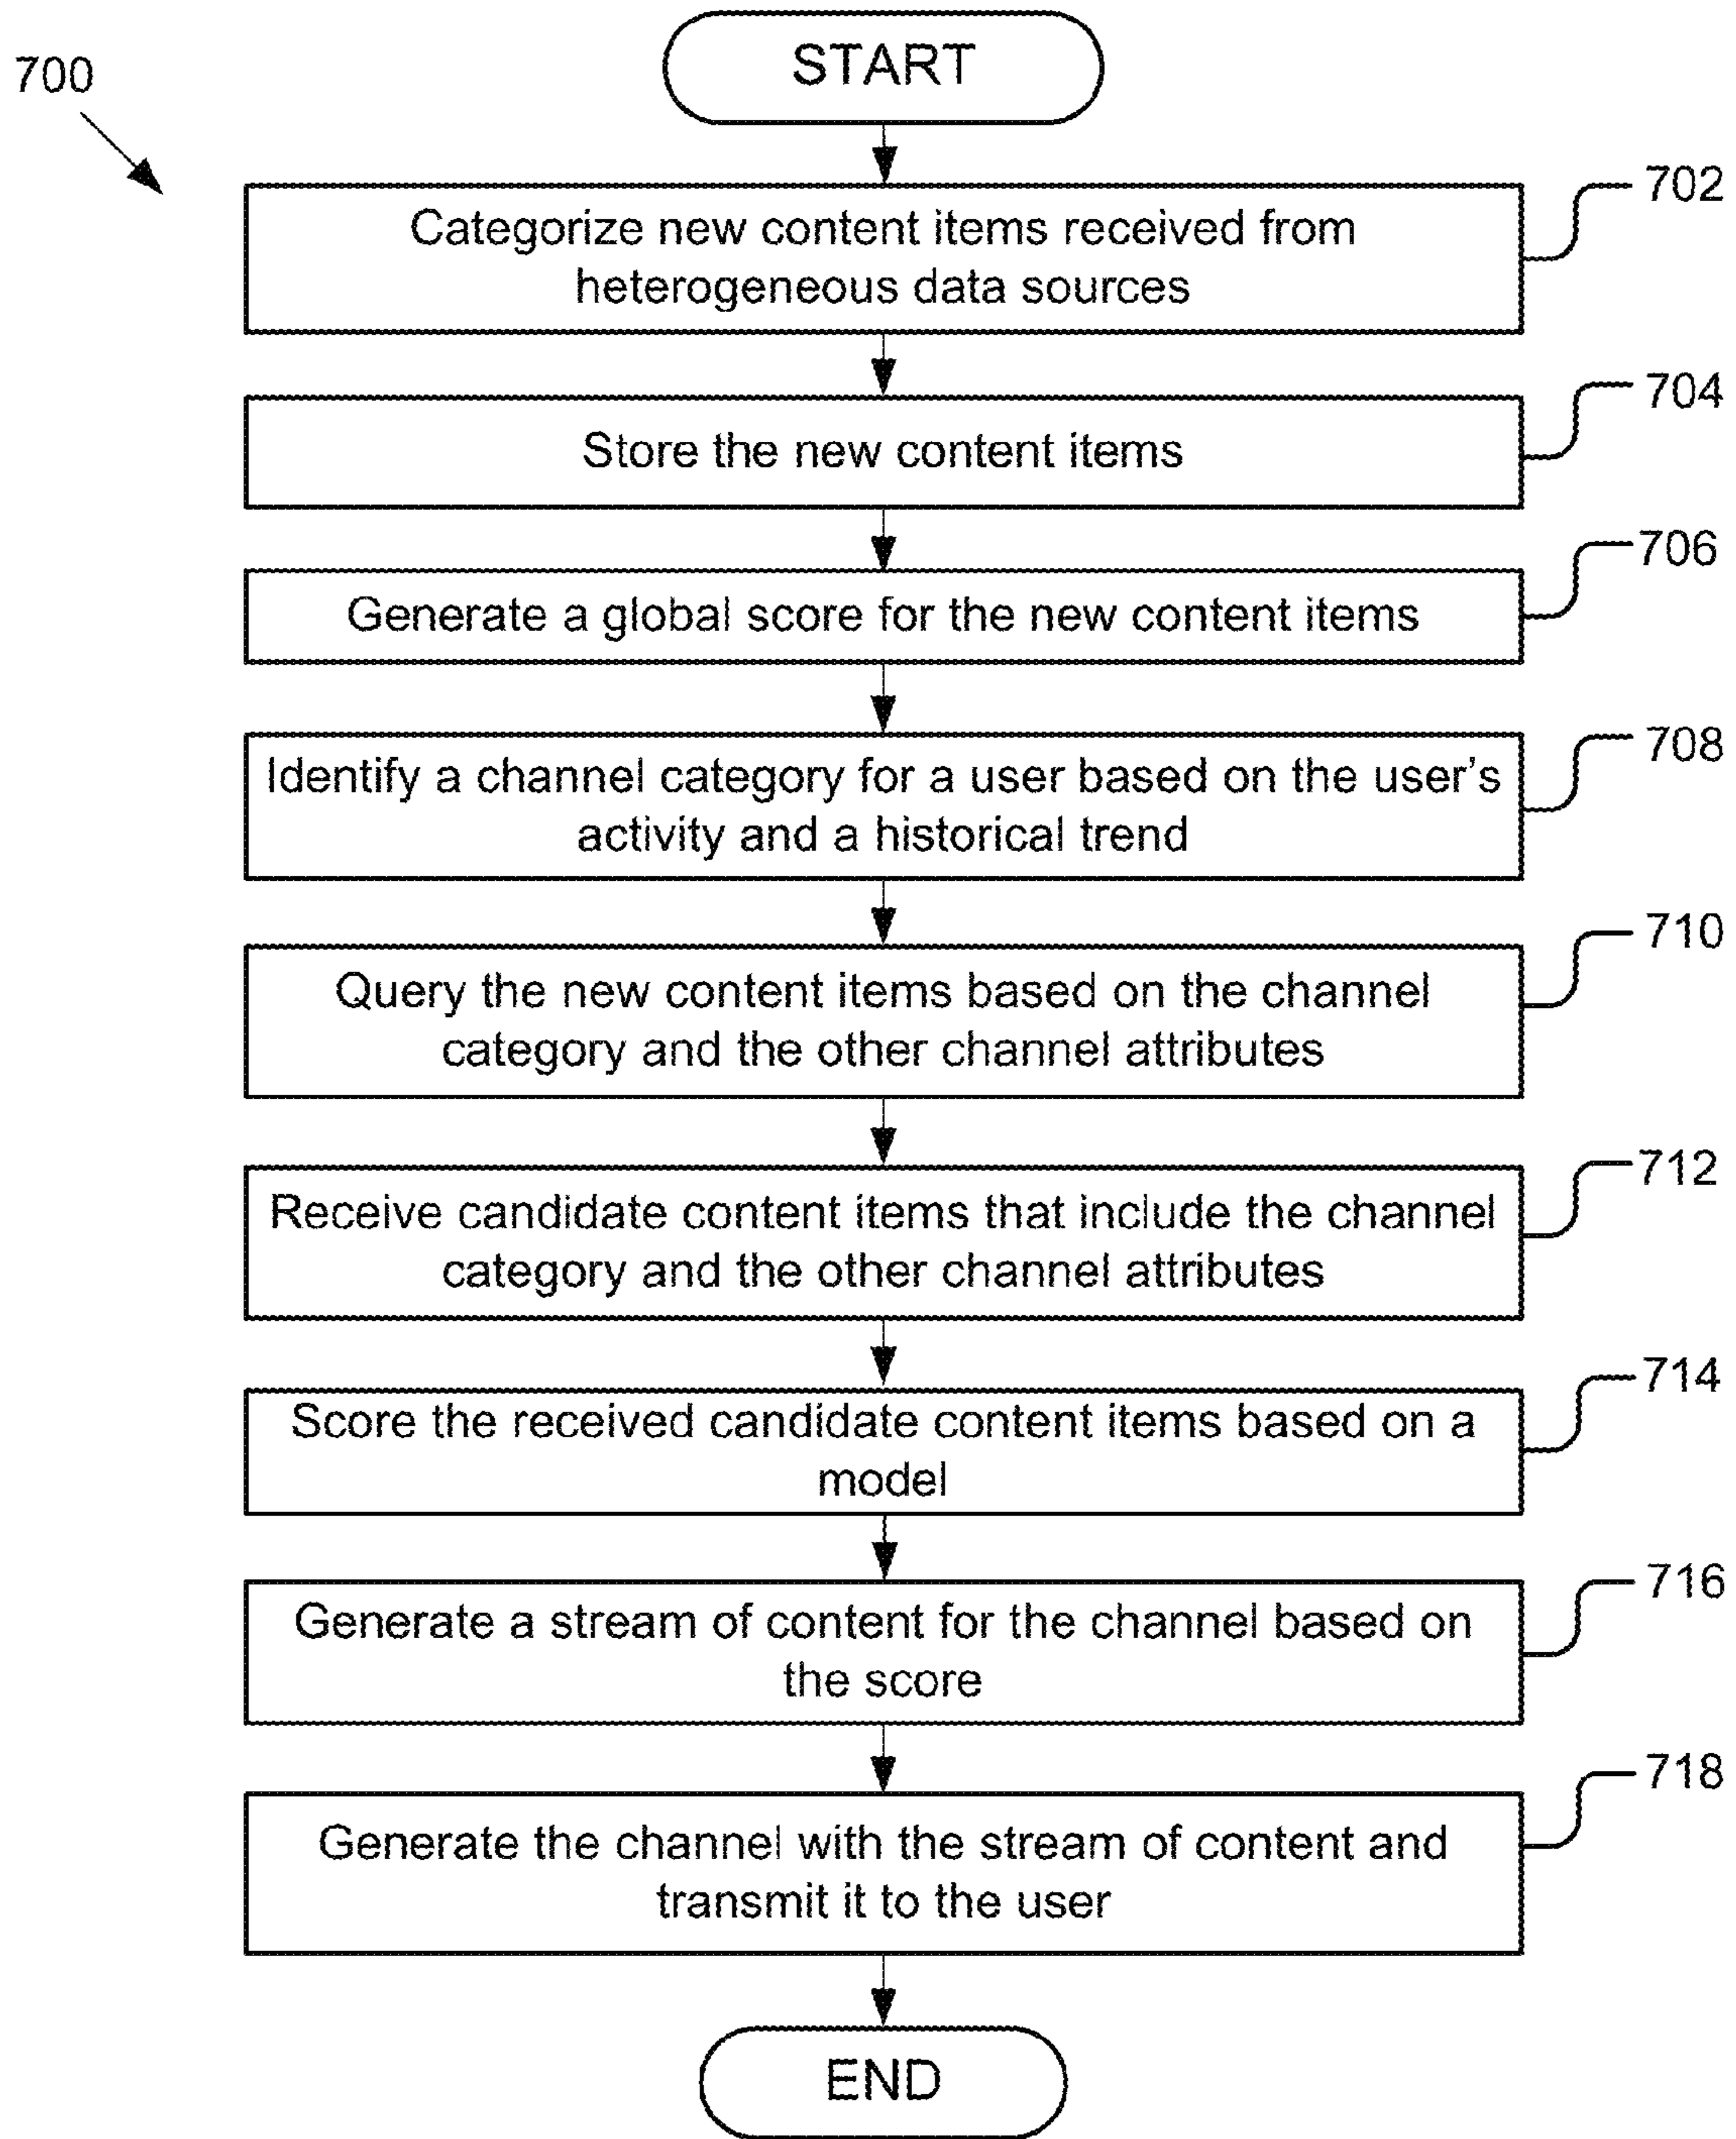 START
700
702
Categorize new content items received from
heterogeneous data sources
704
Store the new content items
706
Generate a global score for the new content items
708
Identify a channel category for a user based on the user's
activity and a historical trend
710
Query the new content items based on the channel
category and the other channel attributes
712
Receive candidate content items that include the channel
category and the other channel attributes
714
Score the received candidate content items based on a
model
716
Generate a stream of content for the channel based on
the score
718
Generate the channel with the stream of content and
transmit it to the user
END